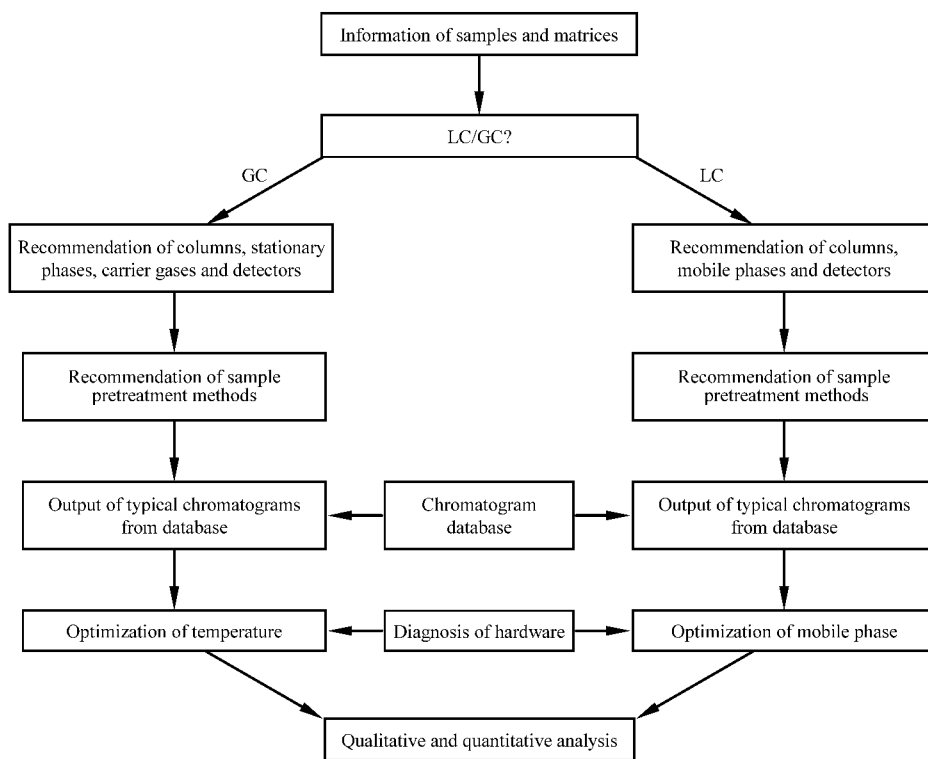 Information of samples and matrices
LC/GC?
GC
LC
Recommendation of columns, stationary
phases, carrier gases and detectors
Recommendation of columns,
mobile phases and detectors
Recommendation of sample
pretreatment methods
Recommendation of sample
pretreatment methods
Output of typical chromatograms
from database
Chromatogram
database
Output of typical chromatograms
from database
Optimization of temperature
Diagnosis of hardware
Optimization of mobile phase
Qualitative and quantitative analysis